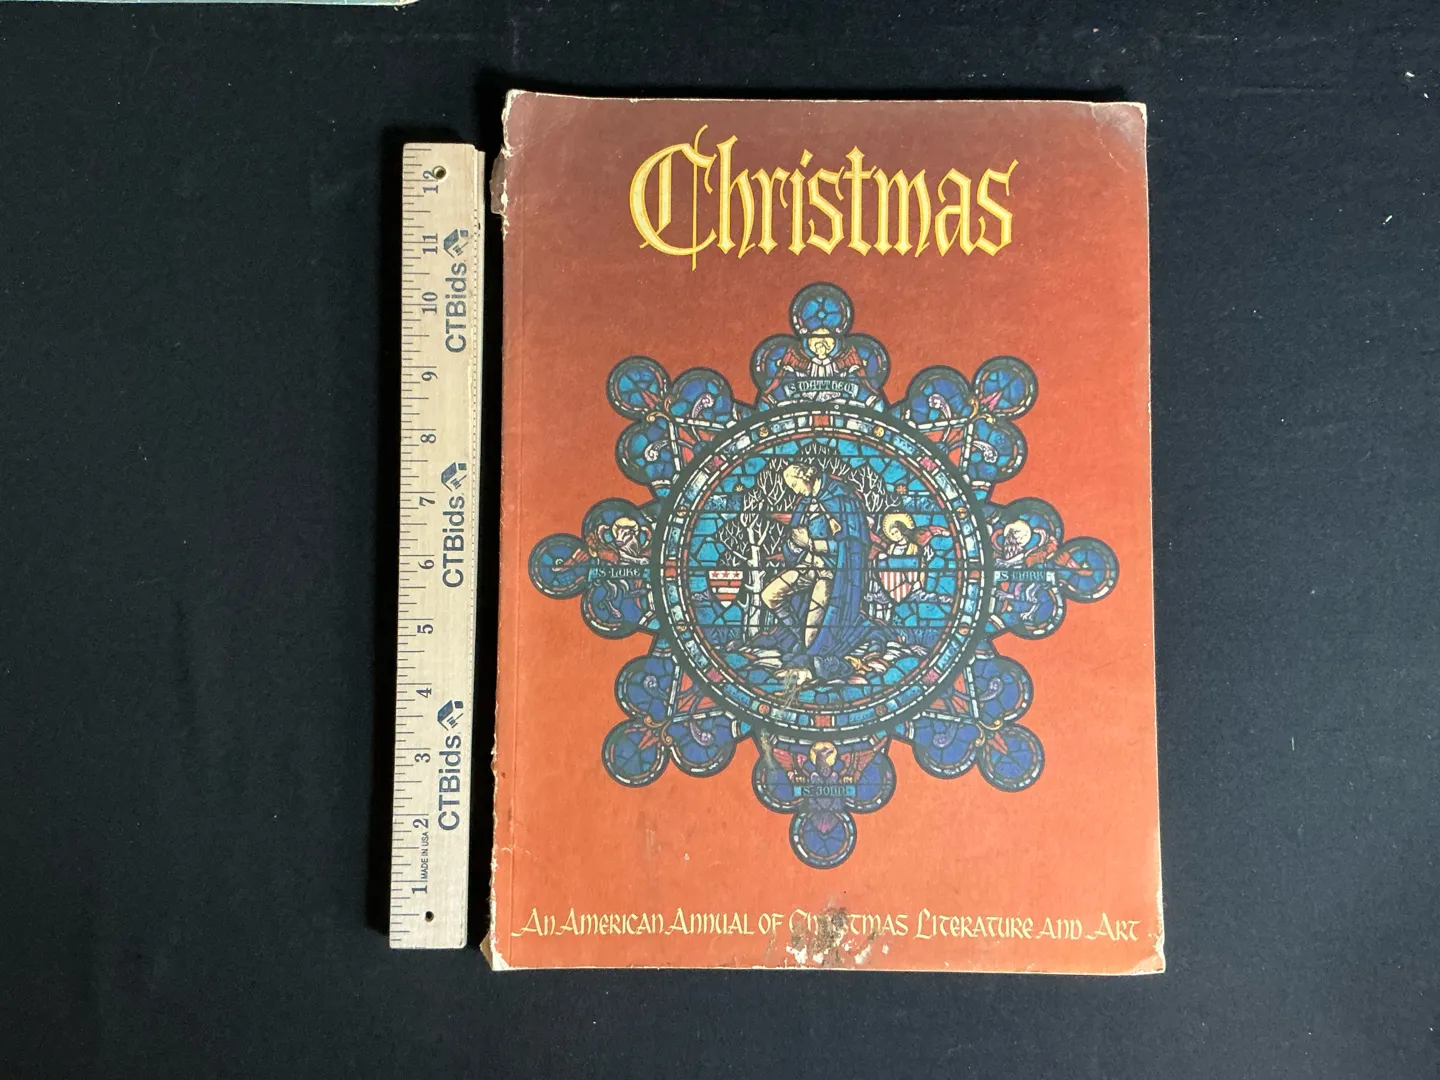 Christmas
S MATTHEW
S LUKE
S MARK
S JOHN
AN AMERICAN ANNUAL OF CHRISTMAS LITERATURE AND ART
12
11
10
9
8
7
6
5
4
3
2
1
CTBids
CTBids
CTBids
MADE IN USA